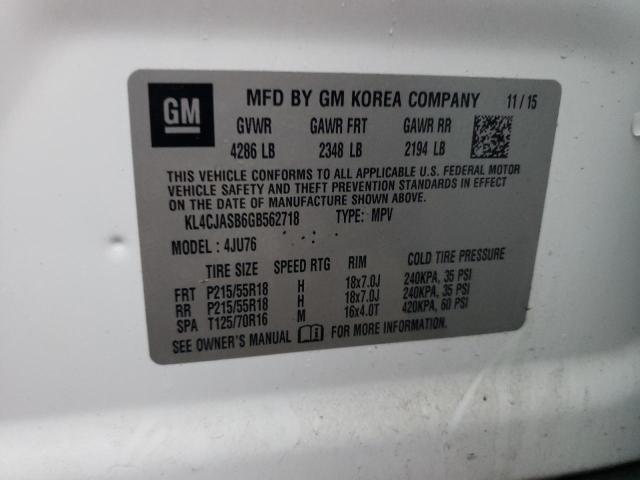 GM
MFD BY GM KOREA COMPANY 11/15
GVWR GAWR FRT GAWR RR
4286 LB 2348 LB 2194 LB
THIS VEHICLE CONFORMS TO ALL APPLICABLE U.S. FEDERAL MOTOR
VEHICLE SAFETY AND THEFT PREVENTION STANDARDS IN EFFECT
ON THE DATE OF MANUFACTURE SHOWN ABOVE.
KL4CJASB6GB562718 TYPE: MPV
MODEL: 4JU76
TIRE SIZE SPEED RTG RIM COLD TIRE PRESSURE
FRT P215/55R18 H 18x7.0J 240KPA, 35 PSI
RR P215/55R18 H 18x7.0J 240KPA, 35 PSI
SPA T125/70R16 M 16x4.0T 420KPA, 60 PSI
SEE OWNER'S MANUAL FOR MORE INFORMATION.